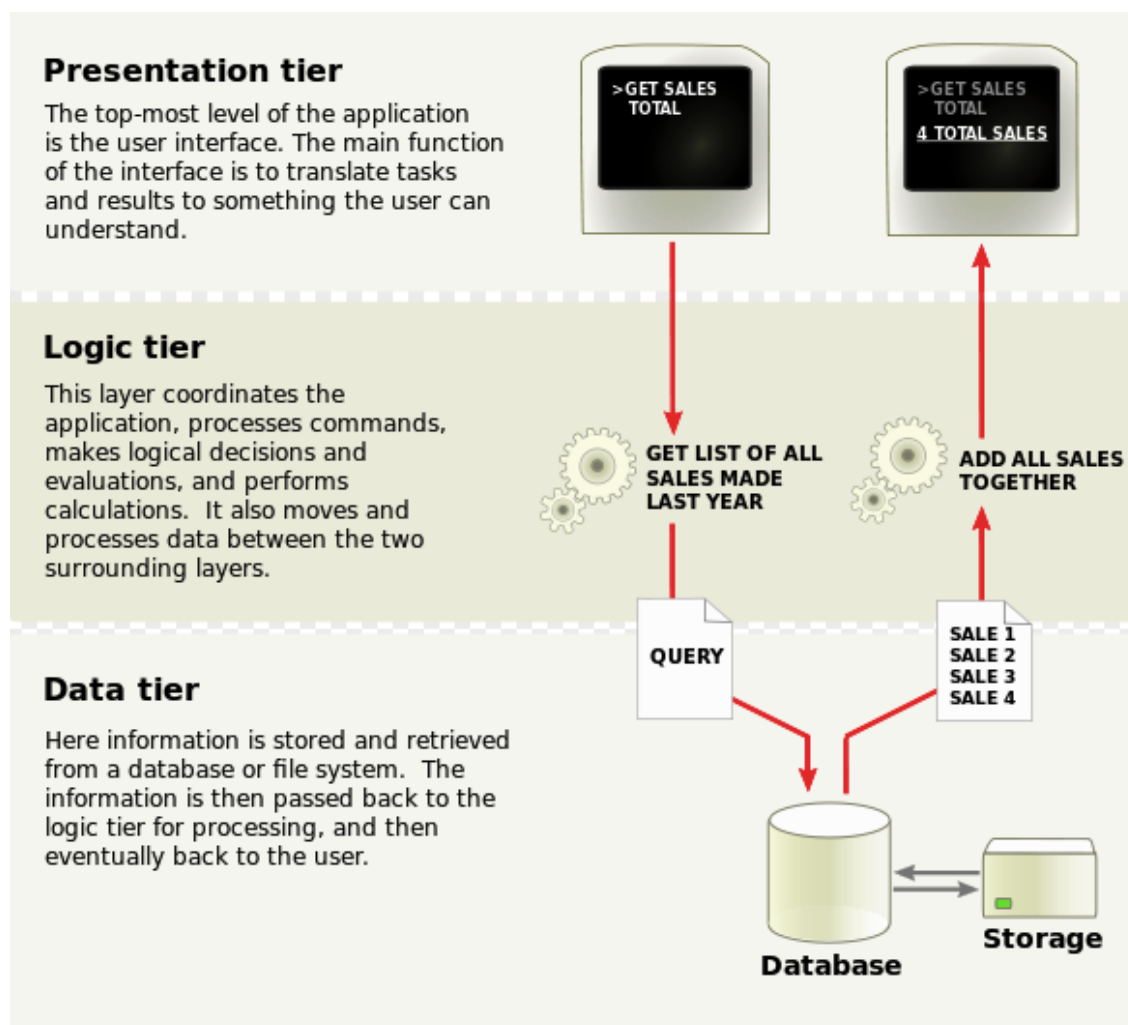 Presentation tier
The top-most level of the application
is the user interface. The main function
of the interface is to translate tasks
and results to something the user can
understand.
>GET SALES
TOTAL
>GET SALES
TOTAL
4 TOTAL SALES
Logic tier
This layer coordinates the
application, processes commands,
makes logical decisions and
evaluations, and performs
calculations.  It also moves and
processes data between the two
surrounding layers.
GET LIST OF ALL
SALES MADE
LAST YEAR
ADD ALL SALES
TOGETHER
QUERY
SALE 1
SALE 2
SALE 3
SALE 4
Data tier
Here information is stored and retrieved
from a database or file system.  The
information is then passed back to the
logic tier for processing, and then
eventually back to the user.
Database
Storage